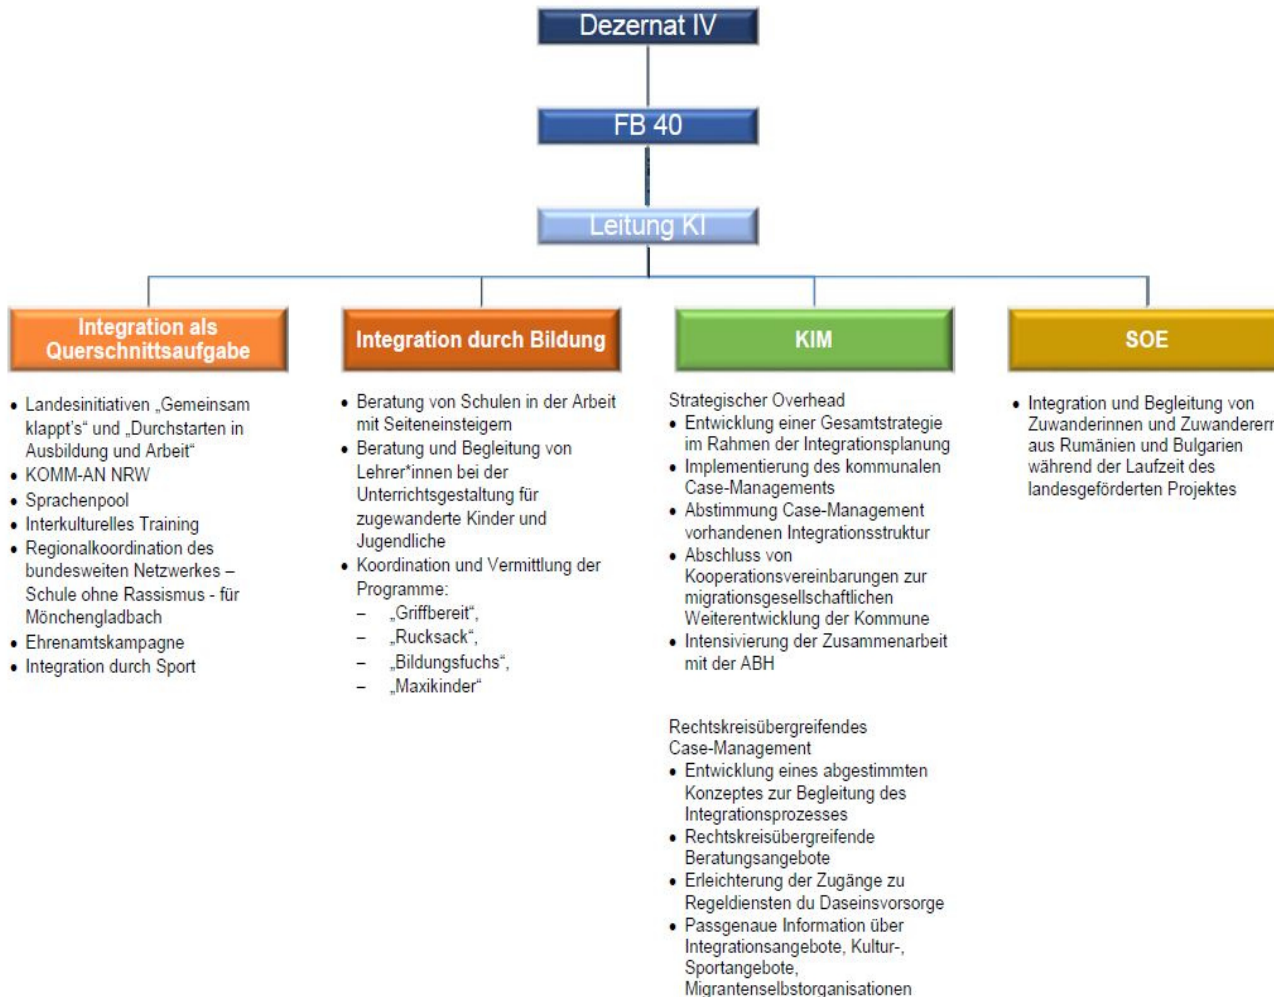 Dezernat IV
FB 40
Leitung KI
Integration als
Querschnittsaufgabe
• Landesinitiativen „Gemeinsam
klappt's“ und „Durchstarten in
Ausbildung und Arbeit“
• KOMM-AN NRW
• Sprachenpool
• Interkulturelles Training
• Regionalkoordination des
bundesweiten Netzwerkes –
Schule ohne Rassismus - für
Mönchengladbach
• Ehrenamtskampagne
• Integration durch Sport
Integration durch Bildung
• Beratung von Schulen in der Arbeit
mit Seiteneinsteigern
• Beratung und Begleitung von
Lehrer*innen bei der
Unterrichtsgestaltung für
zugewanderte Kinder und
Jugendliche
• Koordination und Vermittlung der
Programme:
– „Griffbereit“,
– „Rucksack“,
– „Bildungsfuchs“,
– „Maxikinder“
KIM
Strategischer Overhead
• Entwicklung einer Gesamtstrategie
im Rahmen der Integrationsplanung
• Implementierung des kommunalen
Case-Managements
• Abstimmung Case-Management
vorhandenen Integrationsstruktur
• Abschluss von
Kooperationsvereinbarungen zur
migrationsgesellschaftlichen
Weiterentwicklung der Kommune
• Intensivierung der Zusammenarbeit
mit der ABH
Rechtskreisübergreifendes
Case-Management
• Entwicklung eines abgestimmten
Konzeptes zur Begleitung des
Integrationsprozesses
• Rechtskreisübergreifende
Beratungsangebote
• Erleichterung der Zugänge zu
Regeldiensten du Daseinsvorsorge
• Passgenaue Information über
Integrationsangebote, Kultur-,
Sportangebote,
Migrantenselbstorganisationen
SOE
• Integration und Begleitung von
Zuwanderinnen und Zuwanderern
aus Rumänien und Bulgarien
während der Laufzeit des
landesgeförderten Projektes